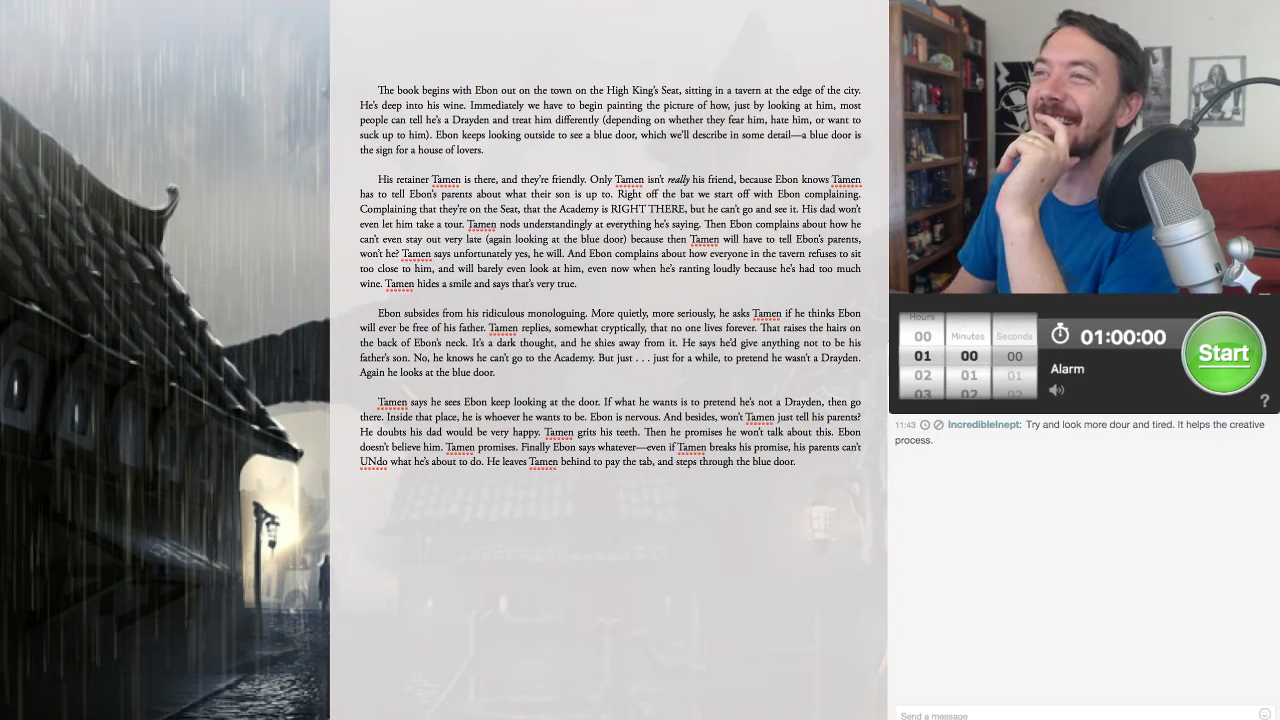 The book begins with Ebon out on the town on the High King's Seat, sitting in a tavern at the edge of the city.
He's deep into his wine. Immediately we have to begin painting the picture of how, just by looking at him, most
people can tell he's a Drayden and treat him differently (depending on whether they fear him, hate him, or want to
suck up to him). Ebon keeps looking outside to see a blue door, which we'll describe in some detail—a blue door is
the sign for a house of lovers.
His retainer Tamen is there, and they're friendly. Only Tamen isn't really his friend, because Ebon knows Tamen
has to tell Ebon's parents about what their son is up to. Right off the bat we start off with Ebon complaining.
Complaining that they're on the Seat, that the Academy is RIGHT THERE, but he can't go and see it. His dad won't
even let him take a tour. Tamen nods understandingly at everything he's saying. Then Ebon complains about how he
can't even stay out very late (again looking at the blue door) because then Tamen will have to tell Ebon's parents,
won't he? Tamen says unfortunately yes, he will. And Ebon complains about how everyone in the tavern refuses to sit
too close to him, and will barely even look at him, even now when he's ranting loudly because he's had too much
wine. Tamen hides a smile and says that's very true.
Ebon subsides from his ridiculous monologuing. More quietly, more seriously, he asks Tamen if he thinks Ebon
will ever be free of his father. Tamen replies, somewhat cryptically, that no one lives forever. That raises the hairs on
the back of Ebon's neck. It's a dark thought, and he shies away from it. He says he'd give anything not to be his
father's son. No, he knows he can't go to the Academy. But just . . . just for a while, to pretend he wasn't a Drayden.
Again he looks at the blue door.
Tamen says he sees Ebon keep looking at the door. If what he wants is to pretend he's not a Drayden, then go
there. Inside that place, he is whoever he wants to be. Ebon is nervous. And besides, won't Tamen just tell his parents?
He doubts his dad would be very happy. Tamen grits his teeth. Then he promises he won't talk about this. Ebon
doesn't believe him. Tamen promises. Finally Ebon says whatever—even if Tamen breaks his promise, his parents can't
UNdo what he's about to do. He leaves Tamen behind to pay the tab, and steps through the blue door.
Hours
00 Minutes Seconds
01 00 00
02 01 01
03 02 02
01:00:00
Alarm
Start
?
11:43 IncredibleInept: Try and look more dour and tired. It helps the creative
process.
Send a message